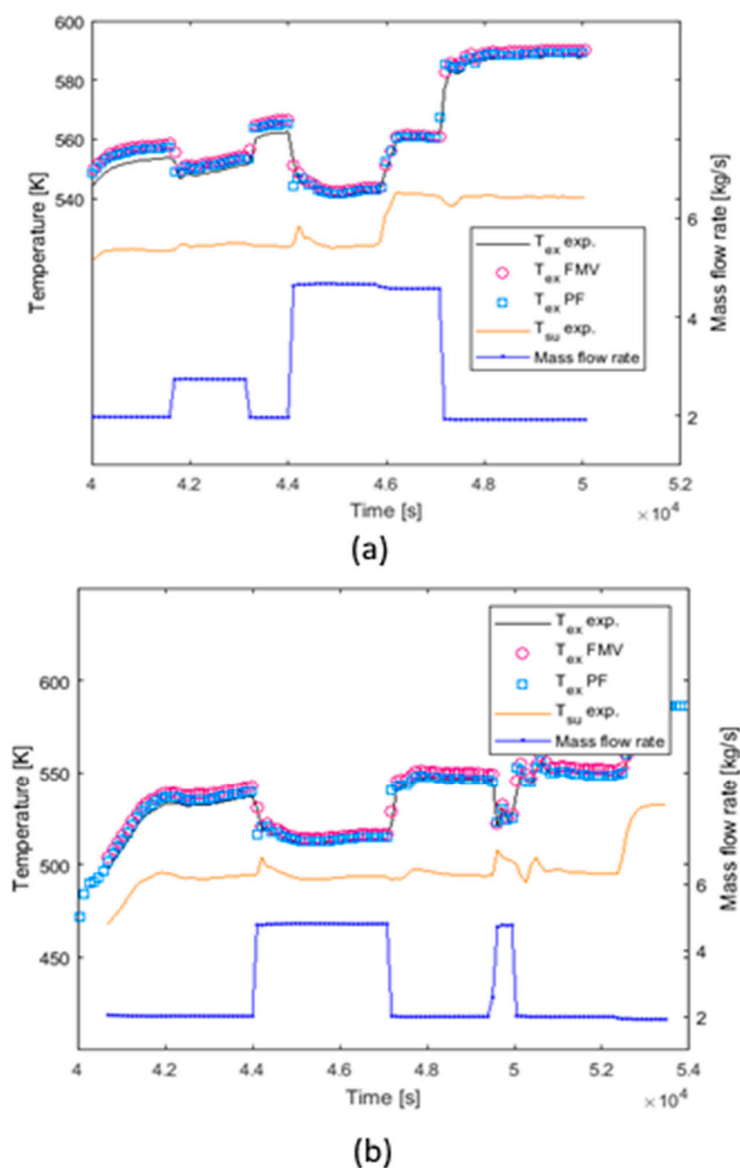 600
580
560
540
Temperature [K]
6
4
2
Mass flow rate [kg/s]
T_ex exp.
T_ex FMV
T_ex PF
T_su exp.
Mass flow rate
4 4.2 4.4 4.6 4.8 5 5.2
Time [s] ×10^4
(a)
600
550
500
450
Temperature [K]
6
4
2
Mass flow rate [kg/s]
T_ex exp.
T_ex FMV
T_ex PF
T_su exp.
Mass flow rate
4 4.2 4.4 4.6 4.8 5 5.2 5.4
Time [s] ×10^4
(b)